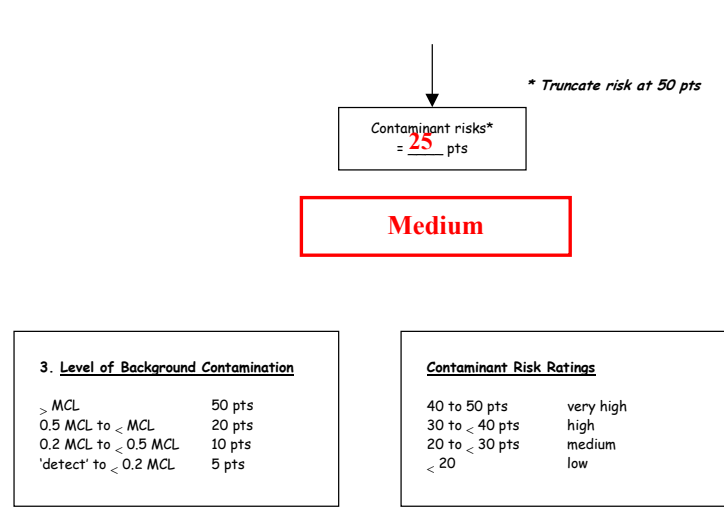 * Truncate risk at 50 pts
Contaminant risks*
= 25 pts
Medium
3. Level of Background Contamination
> MCL 50 pts
0.5 MCL to < MCL 20 pts
0.2 MCL to < 0.5 MCL 10 pts
'detect' to < 0.2 MCL 5 pts
Contaminant Risk Ratings
40 to 50 pts very high
30 to < 40 pts high
20 to < 30 pts medium
< 20 low